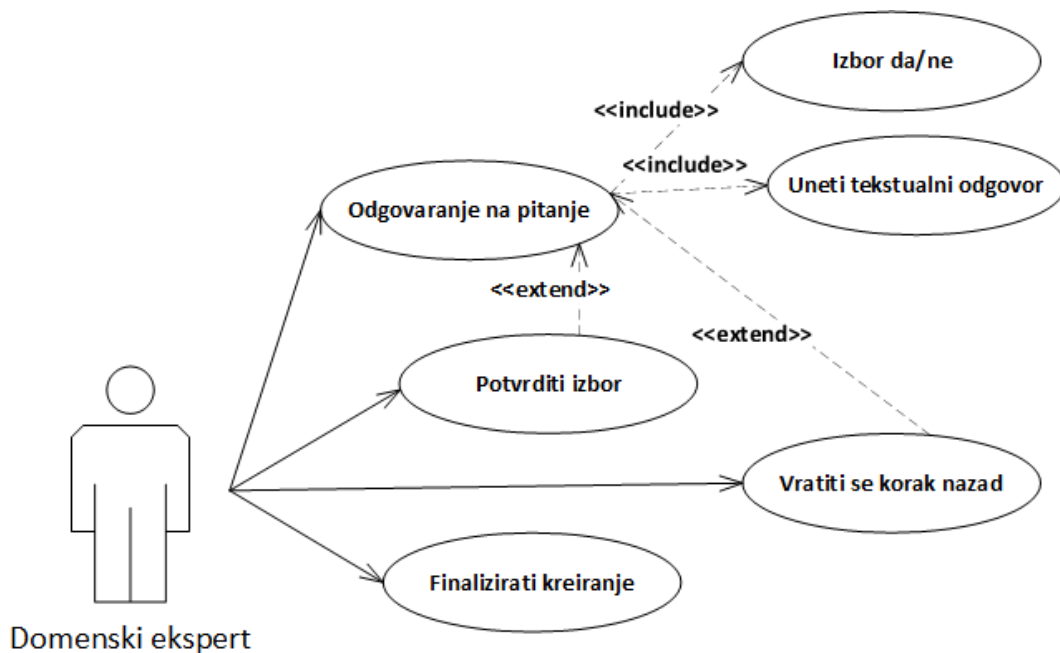 Izbor da/ne
<<include>>
<<include>>
Uneti tekstualni odgovor
Odgovaranje na pitanje
<<extend>>
<<extend>>
Potvrditi izbor
Vratiti se korak nazad
Finalizirati kreiranje
Domenski ekspert